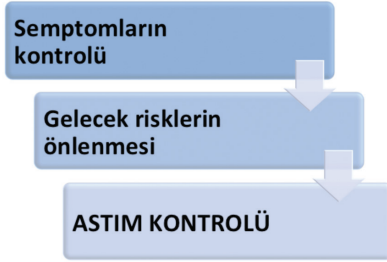 Semptomların
kontrolü
Gelecek risklerin
önlenmesi
ASTIM KONTROLÜ